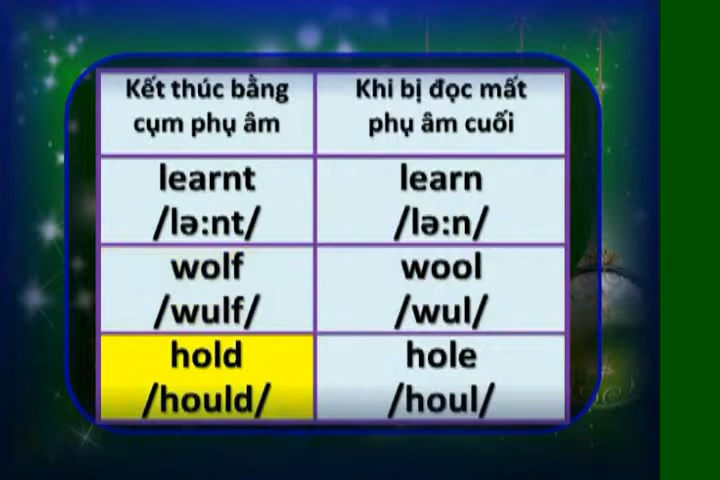 Kết thúc bằng
cụm phụ âm
Khi bị đọc mất
phụ âm cuối
learnt
/lə:nt/
learn
/lə:n/
wolf
/wulf/
wool
/wul/
hold
/hould/
hole
/houl/